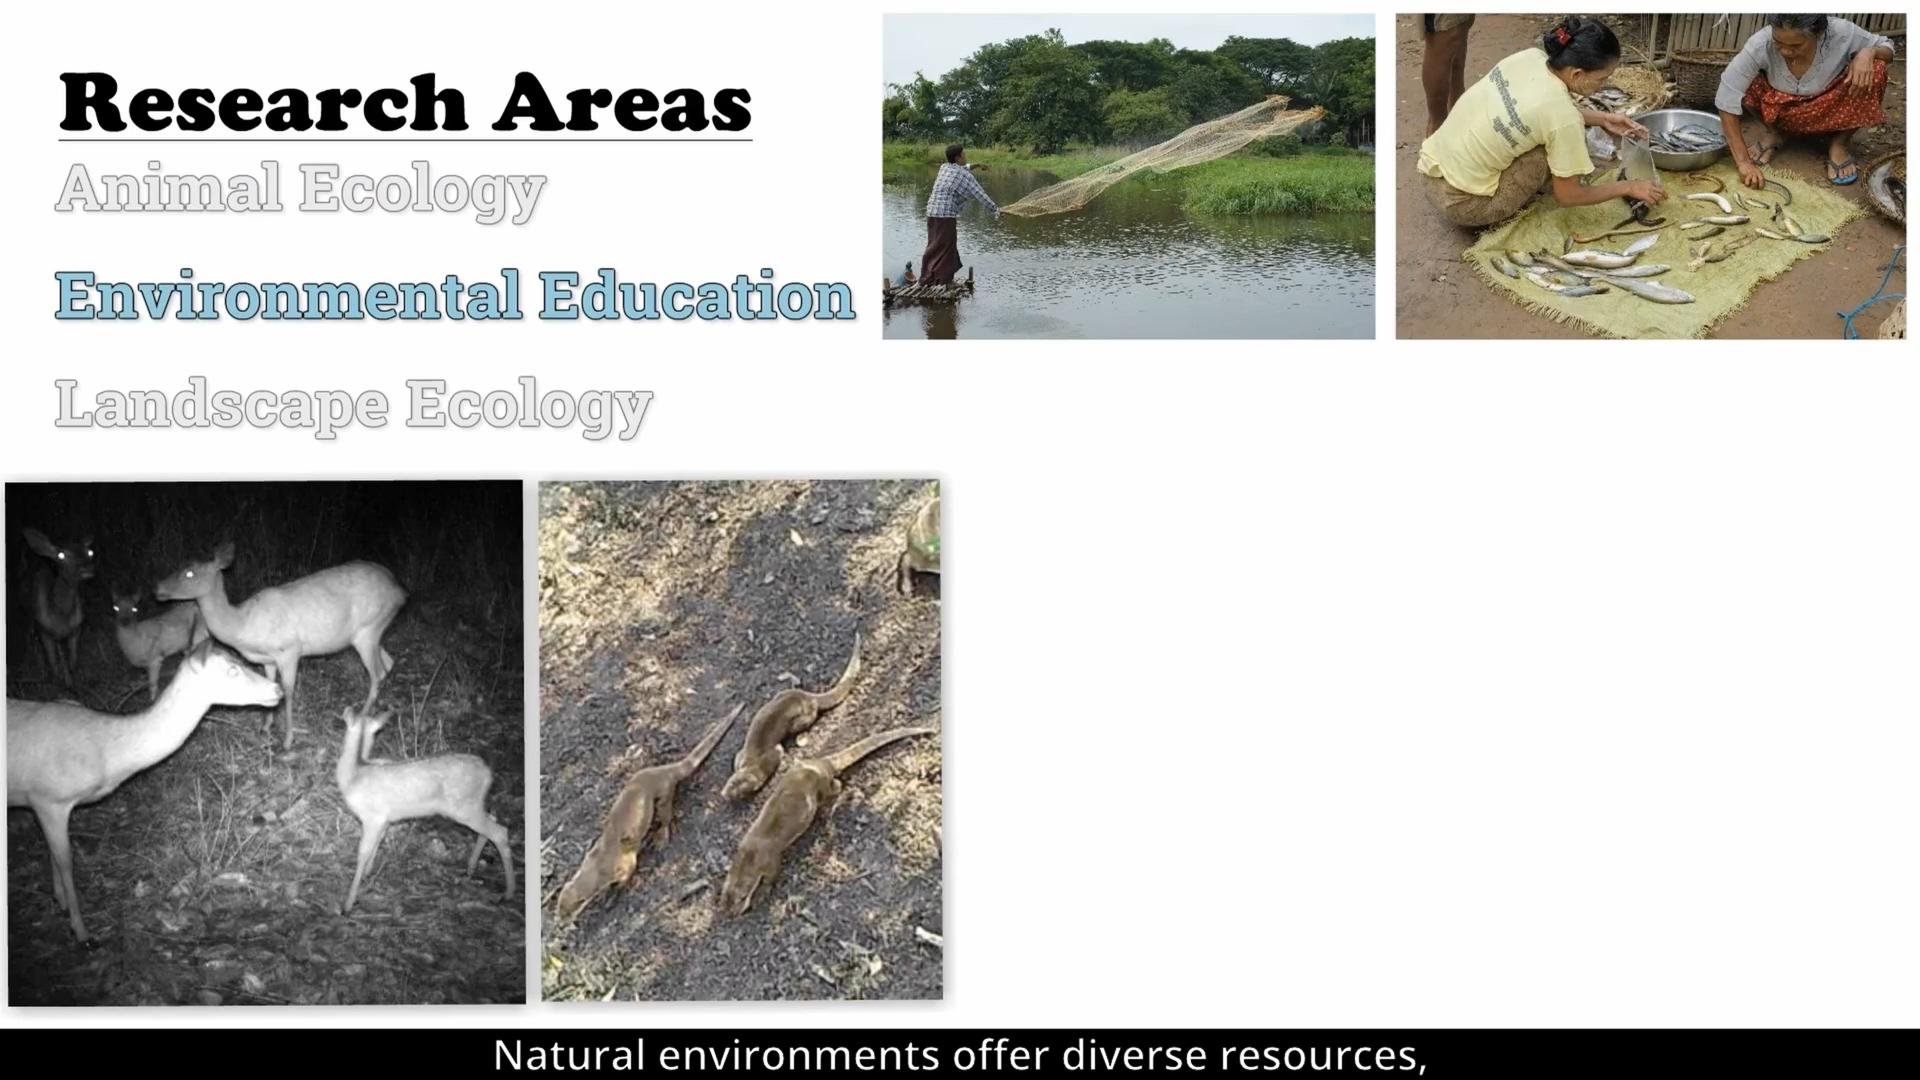 Research Areas
Animal Ecology
Environmental Education
Landscape Ecology
Natural environments offer diverse resources,